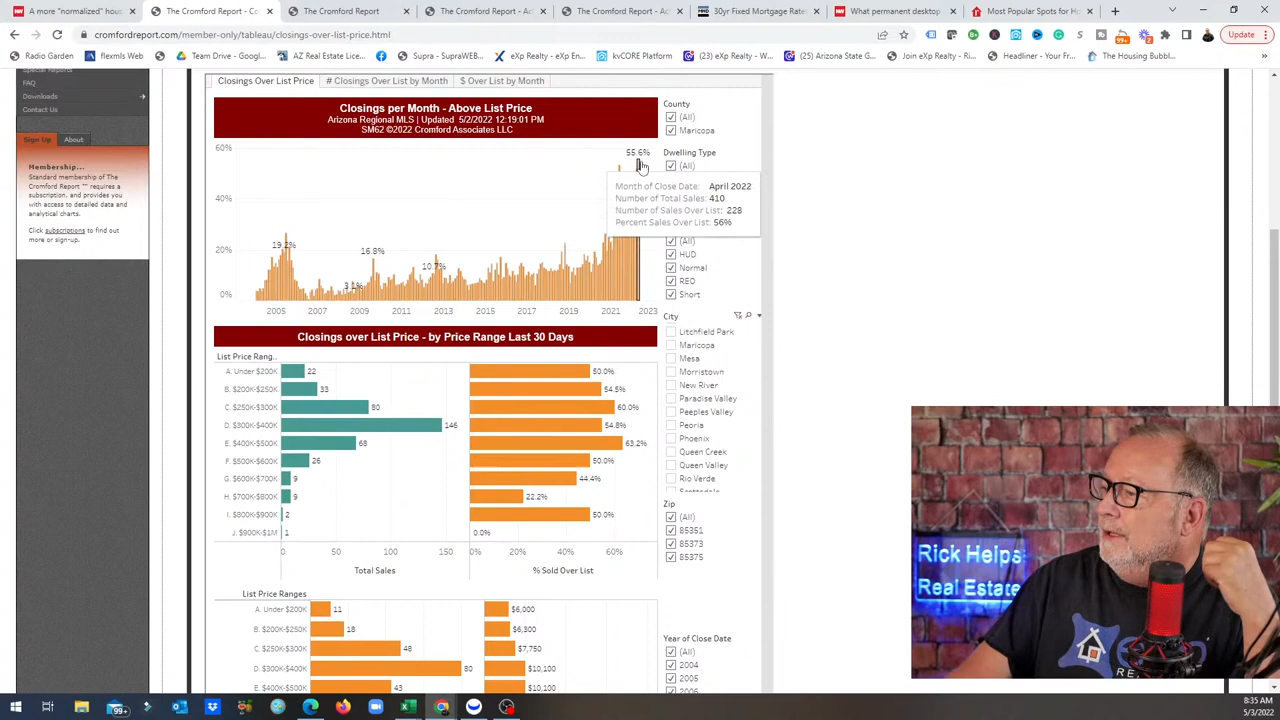 A more "normalized" housin
The Cromford Report - Co
The Cromford Report
The Cromford Report - Ac
The Cromford Report - Ac
30yr Fixed Mortgage Rate
What permanent desktop
Most Popular Spots for Ho
cromfordreport.com/member-only/tableau/closings-over-list-price.html
Update
Radio Garden
flexmls Web
Team Drive - Googl...
AZ Real Estate Lice...
Supra - SupraWEB...
eXp Realty - eXp En...
kvCORE Platform
(23) eXp Realty - O...
(25) Arizona State G...
Join eXp Realty - Ri...
Headliner - Your Fr...
The Housing Bubbl...
Special Reports
FAQ
Downloads
Contact Us
Sign Up
About
Membership...
Standard membership of The
Cromford Report ™ requires a
subscription, and provides you
with access to detailed data and
analytical charts.
Click subscriptions to find out
more or sign-up.
Closings Over List Price
# Closings Over List by Month
$ Over List by Month
Closings per Month - Above List Price
Arizona Regional MLS | Updated 5/2/2022 12:19:01 PM
SM62 ©2022 Cromford Associates LLC
60%
40%
20%
0%
19.2%
3.1%
16.8%
10.7%
55.6%
2005
2007
2009
2011
2013
2015
2017
2019
2021
2023
Month of Close Date: April 2022
Number of Total Sales: 410
Number of Sales Over List: 228
Percent Sales Over List: 56%
County
(All)
Maricopa
Dwelling Type
(All)
(All)
HUD
Normal
REO
Short
City
Litchfield Park
Maricopa
Mesa
Morristown
New River
Paradise Valley
Peeples Valley
Peoria
Phoenix
Queen Creek
Queen Valley
Rio Verde
Scottsdale
Zip
(All)
85351
85373
85375
Year of Close Date
(All)
2004
2005
2006
Closings over List Price - by Price Range Last 30 Days
List Price Rang..
A. Under $200K 22 50.0%
B. $200K-$250K 33 54.5%
C. $250K-$300K 80 60.0%
D. $300K-$400K 146 54.8%
E. $400K-$500K 68 63.2%
F. $500K-$600K 26 50.0%
G. $600K-$700K 9 44.4%
H. $700K-$800K 9 22.2%
I. $800K-$900K 2 50.0%
J. $900K-$1M 1 0.0%
0 50 100 150 0% 20% 40% 60%
Total Sales % Sold Over List
List Price Ranges
A. Under $200K 11 $6,000
B. $200K-$250K 18 $6,300
C. $250K-$300K 48 $7,750
D. $300K-$400K 80 $10,100
E. $400K-$500K 43 $10,100
Rick Helps
Real Estate
99+
8:35 AM
5/3/2022